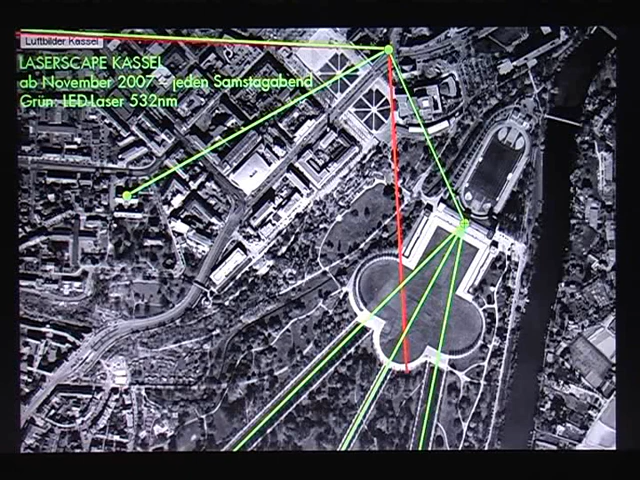 Luftbilder Kassel
LASERSCAPE KASSEL
ab November 2007 - jeden Samstagabend
Grün: LED-Laser 532nm